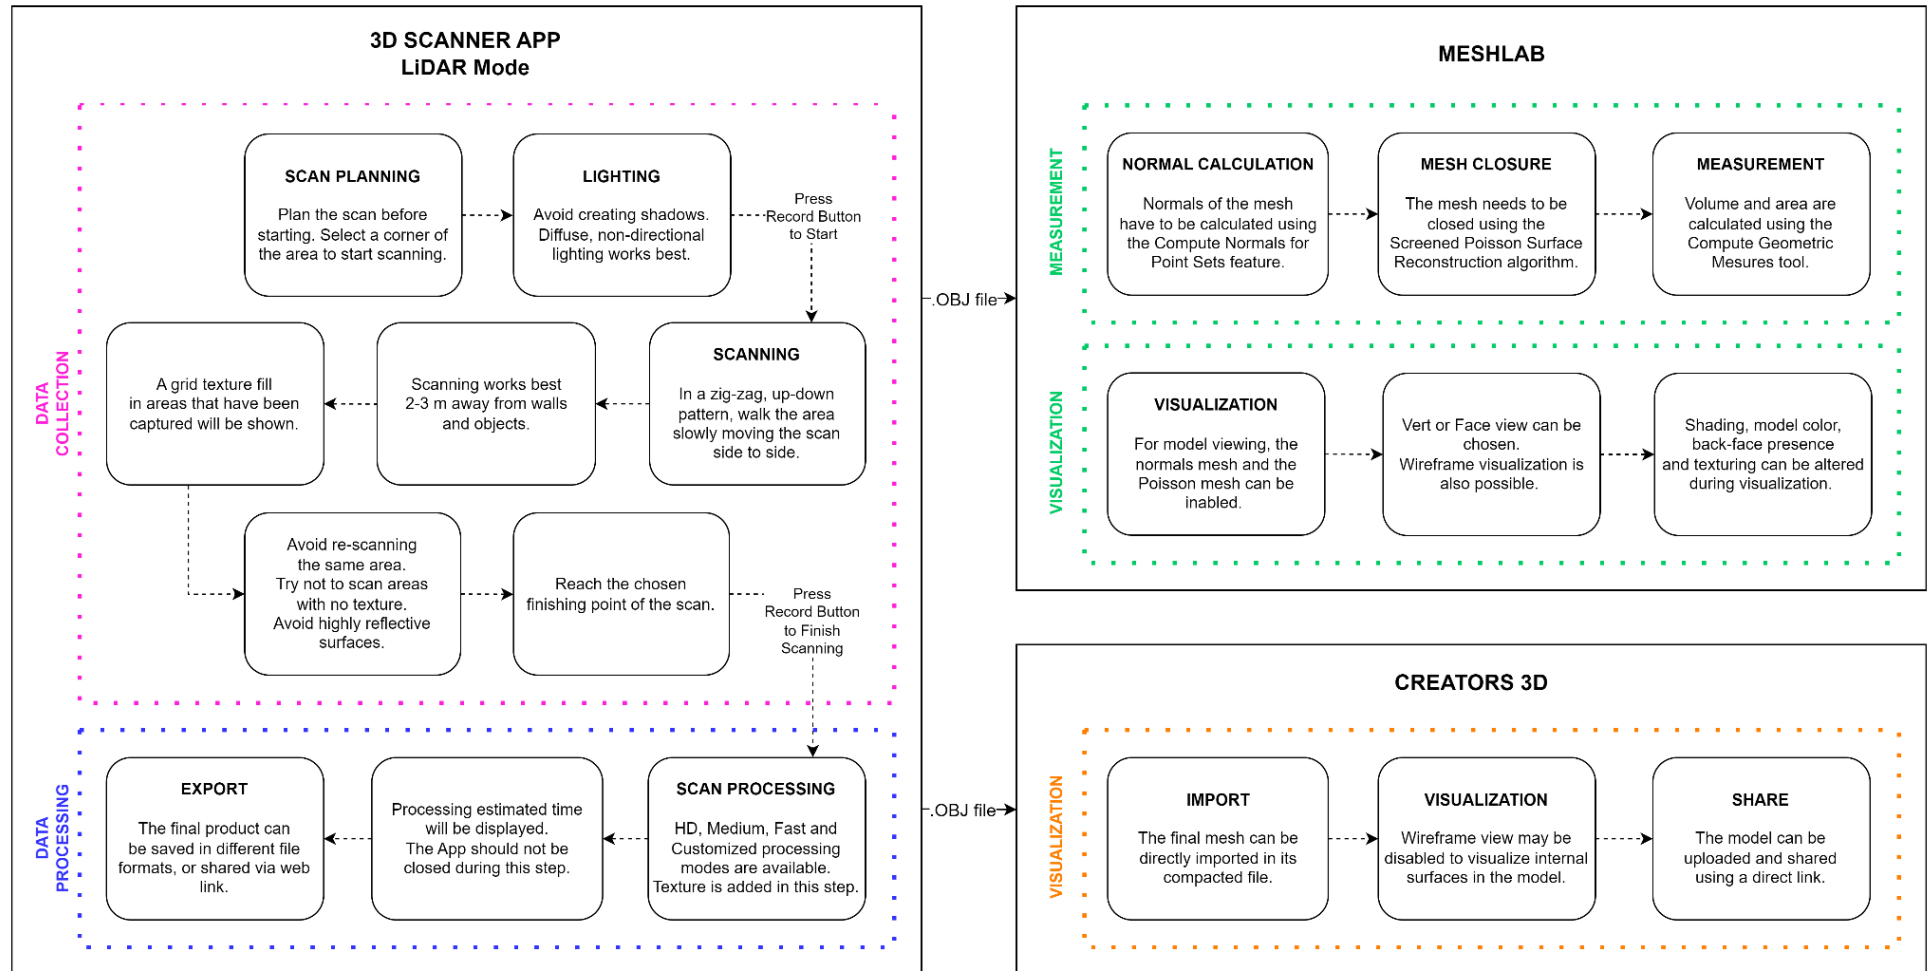 3D SCANNER APP
LiDAR Mode
DATA
COLLECTION
SCAN PLANNING
Plan the scan before
starting. Select a corner of
the area to start scanning.
LIGHTING
Avoid creating shadows.
Diffuse, non-directional
lighting works best.
Press
Record Button
to Start
SCANNING
In a zig-zag, up-down
pattern, walk the area
slowly moving the scan
side to side.
Scanning works best
2-3 m away from walls
and objects.
A grid texture fill
in areas that have been
captured will be shown.
Avoid re-scanning
the same area.
Try not to scan areas
with no texture.
Avoid highly reflective
surfaces.
Reach the chosen
finishing point of the scan.
Press
Record Button
to Finish
Scanning
DATA
PROCESSING
SCAN PROCESSING
HD, Medium, Fast and
Customized processing
modes are available.
Texture is added in this step.
Processing estimated time
will be displayed.
The App should not be
closed during this step.
EXPORT
The final product can
be saved in different file
formats, or shared via web
link.
.OBJ file
MESHLAB
MEASUREMENT
NORMAL CALCULATION
Normals of the mesh
have to be calculated using
the Compute Normals for
Point Sets feature.
MESH CLOSURE
The mesh needs to be
closed using the
Screened Poisson Surface
Reconstruction algorithm.
MEASUREMENT
Volume and area are
calculated using the
Compute Geometric
Mesures tool.
VISUALIZATION
VISUALIZATION
For model viewing, the
normals mesh and the
Poisson mesh can be
inabled.
Vert or Face view can be
chosen.
Wireframe visualization is
also possible.
Shading, model color,
back-face presence
and texturing can be altered
during visualization.
.OBJ file
CREATORS 3D
VISUALIZATION
IMPORT
The final mesh can be
directly imported in its
compacted file.
VISUALIZATION
Wireframe view may be
disabled to visualize internal
surfaces in the model.
SHARE
The model can be
uploaded and shared
using a direct link.